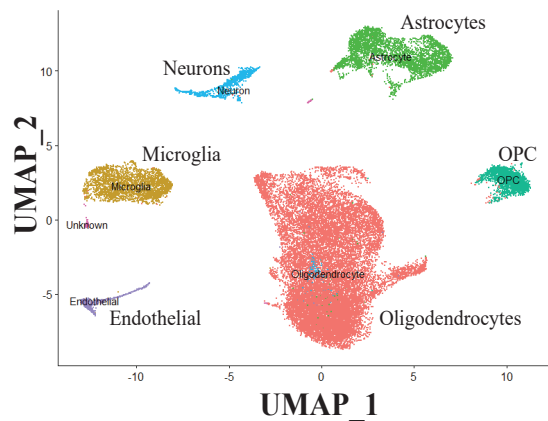 Astrocytes
Astrocyte
10
Neurons
Neuron
UMAP_2
5
Microglia
Microglia
OPC
OPC
0
Unknown
Oligodendrocyte
-5
Endothelial
Endothelial
Oligodendrocytes
-10
-5
0
5
10
UMAP_1